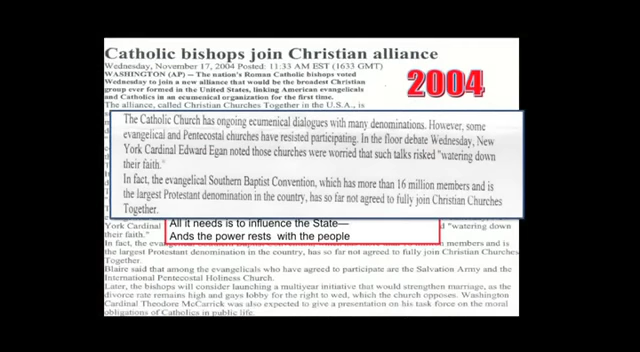 Catholic bishops join Christian alliance
Wednesday, November 17, 2004 Posted: 11:33 AM EST (1633 GMT)
WASHINGTON (AP) – The nation's Roman Catholic bishops voted
Wednesday to join a new alliance that would be the broadest Christian
group ever formed in the United States, linking American evangelicals
and Catholics in an ecumenical organization for the first time.
The alliance, called Christian Churches Together in the U.S.A., is
2004
The Catholic Church has ongoing ecumenical dialogues with many denominations. However, some
evangelical and Pentecostal churches have resisted participating. In the floor debate Wednesday, New
York Cardinal Edward Egan noted those churches were worried that such talks risked "watering down
their faith."
In fact, the evangelical Southern Baptist Convention, which has more than 16 million members and is
the largest Protestant denomination in the country, has so far not agreed to fully join Christian Churches
Together.
All it needs is to influence the State—
Ands the power rests with the people
York Cardinal
d "watering down
their faith."
In fact, the
members and is
the largest Protestant denomination in the country, has so far not agreed to fully join Christian Churches
Together.
Blaire said that among the evangelicals who have agreed to participate are the Salvation Army and the
International Pentecostal Holiness Church.
Later, the bishops will consider launching a multiyear initiative that would strengthen marriage, as the
divorce rate remains high and gays lobby for the right to wed, which the church opposes. Washington
Cardinal Theodore McCarrick was also expected to give a presentation on his task force on the moral
obligations of Catholics in public life.